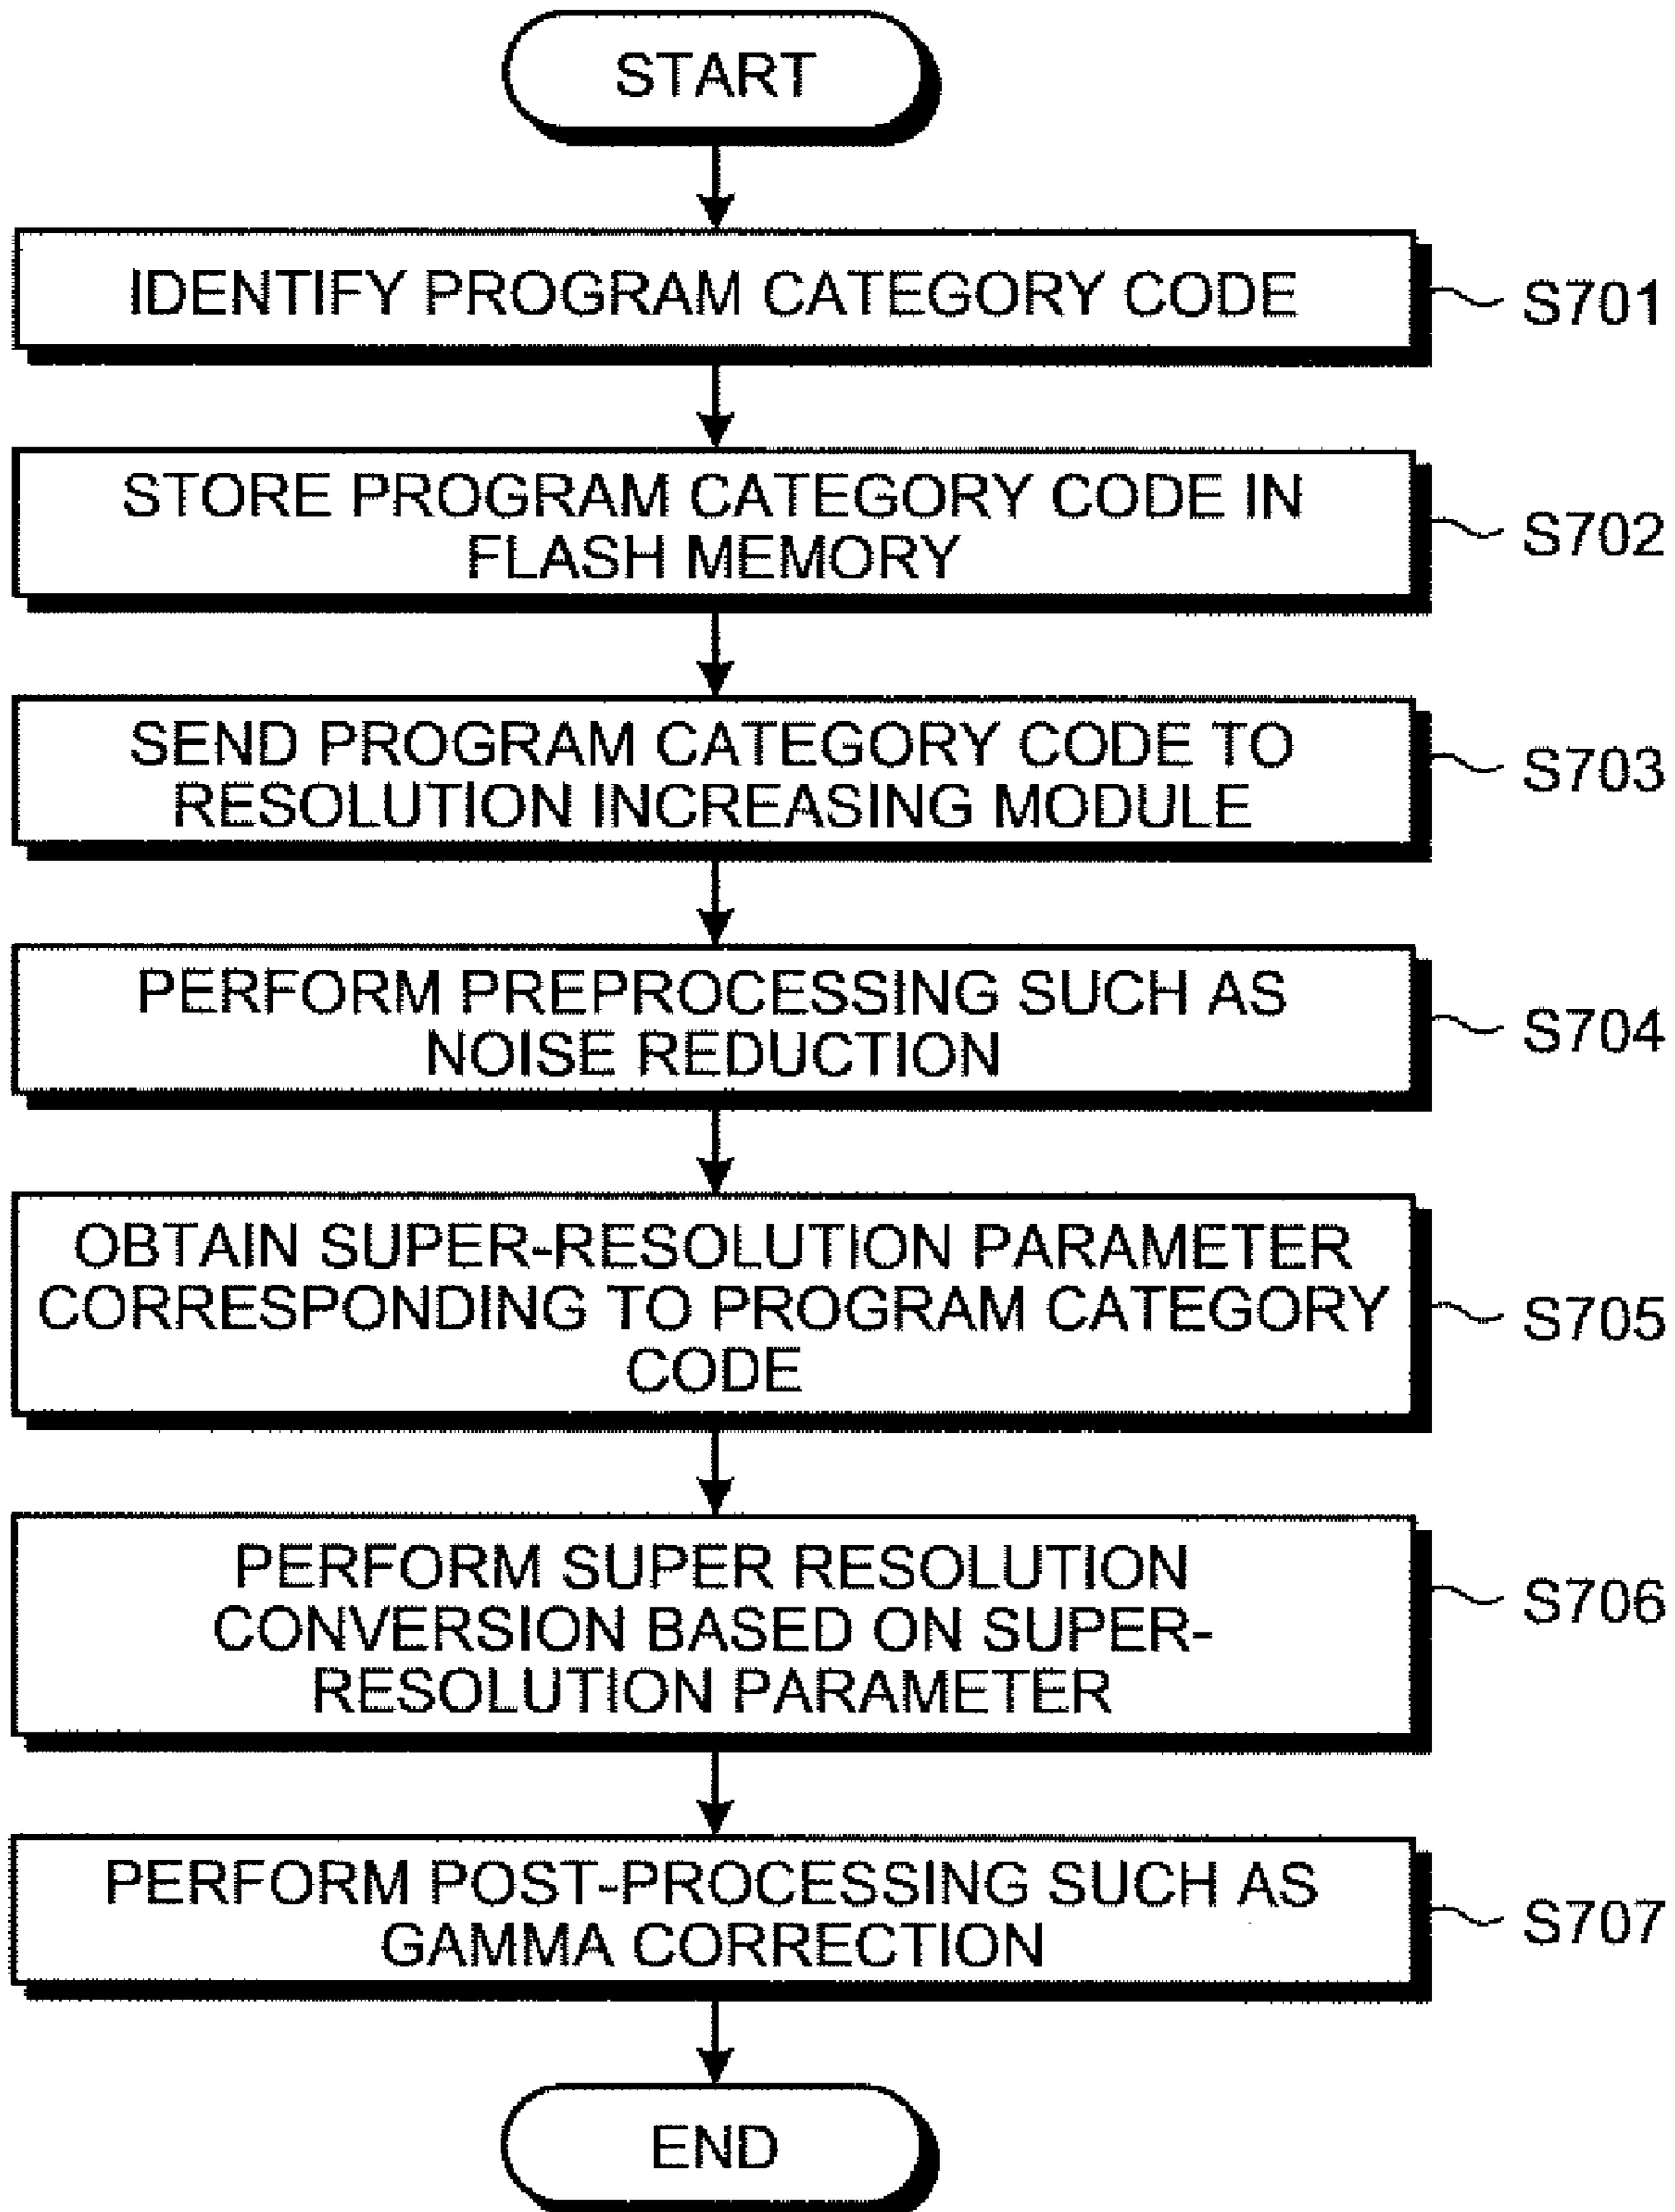 START
IDENTIFY PROGRAM CATEGORY CODE
S701
STORE PROGRAM CATEGORY CODE IN
FLASH MEMORY
S702
SEND PROGRAM CATEGORY CODE TO
RESOLUTION INCREASING MODULE
S703
PERFORM PREPROCESSING SUCH AS
NOISE REDUCTION
S704
OBTAIN SUPER-RESOLUTION PARAMETER
CORRESPONDING TO PROGRAM CATEGORY
CODE
S705
PERFORM SUPER RESOLUTION
CONVERSION BASED ON SUPER-
RESOLUTION PARAMETER
S706
PERFORM POST-PROCESSING SUCH AS
GAMMA CORRECTION
S707
END